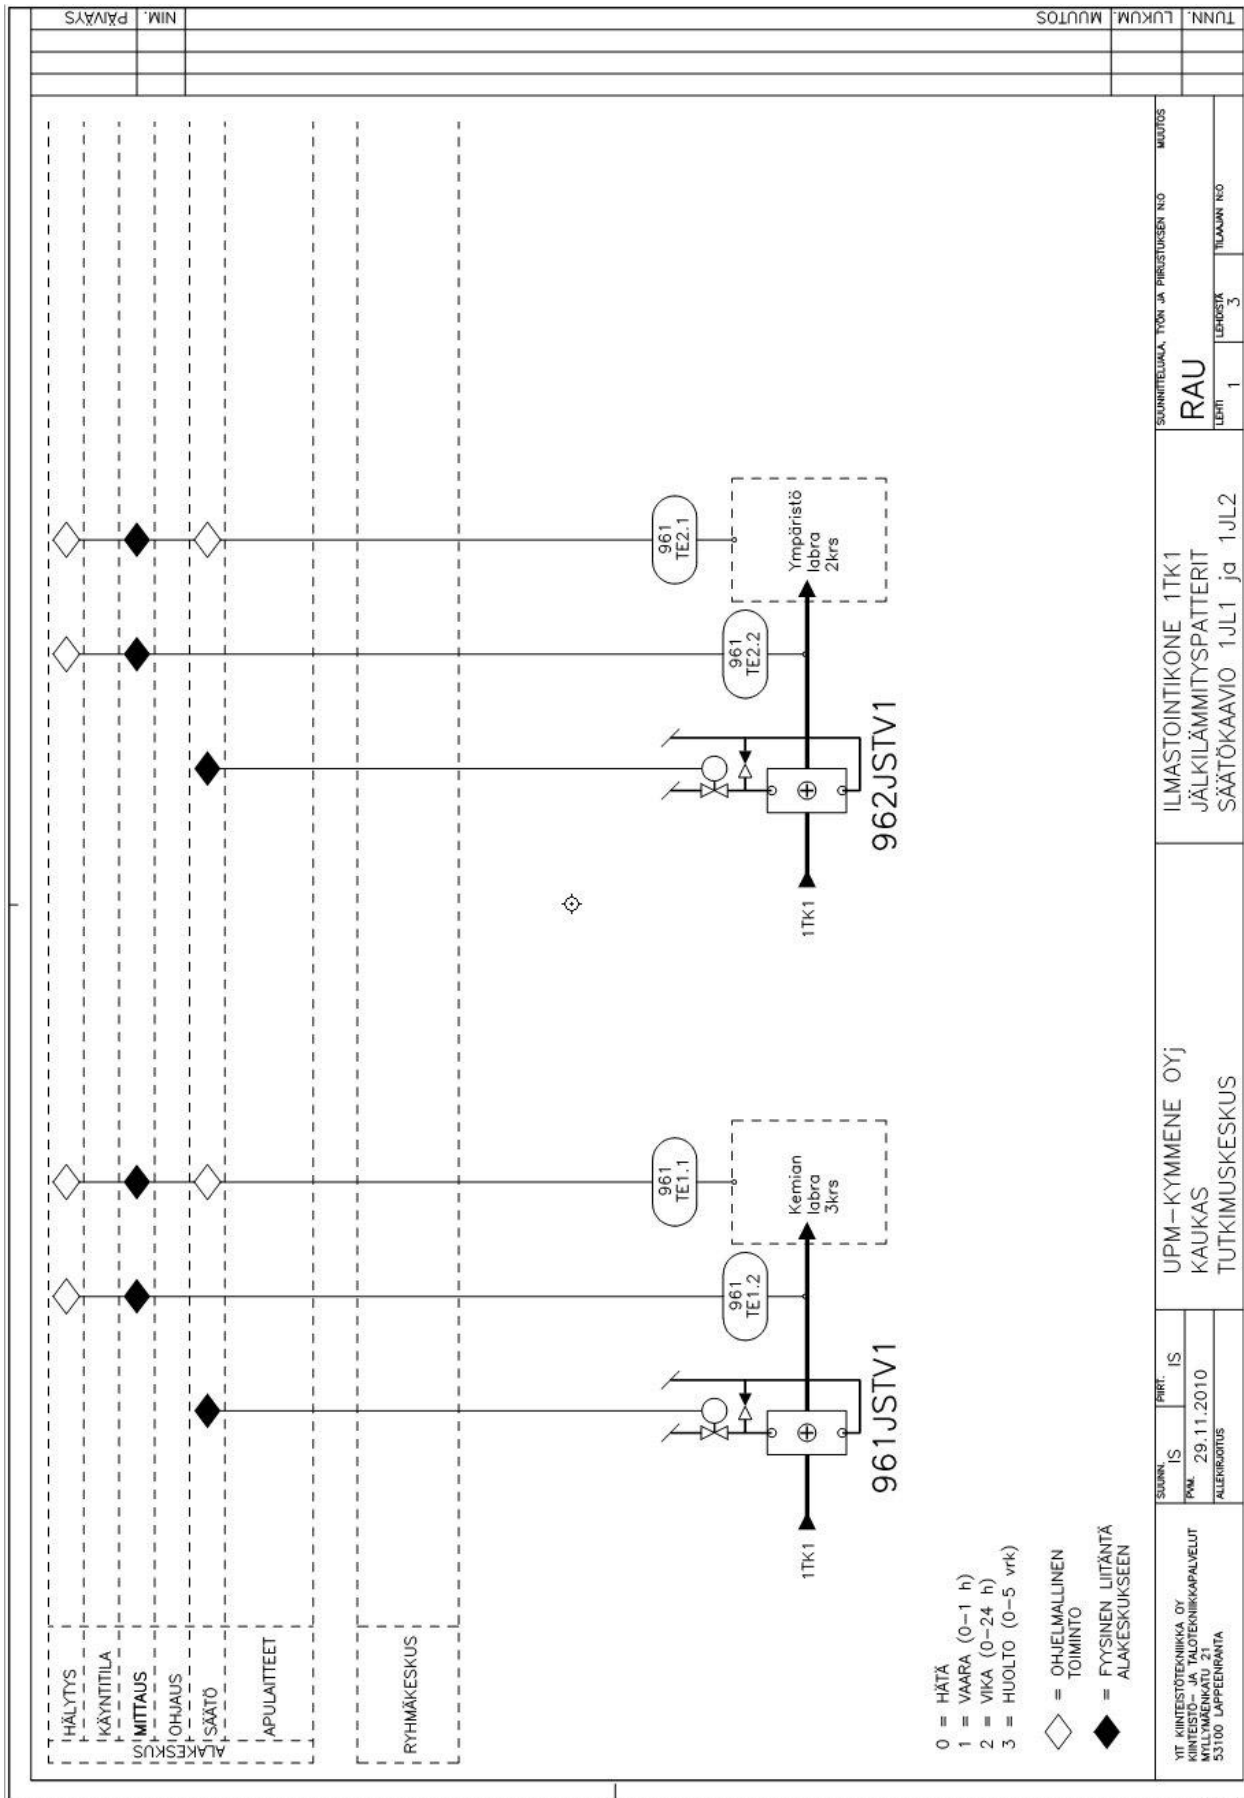 PÄIVÄYS
NIM.
MUUTOS
LUKUM.
TUNN.
ALAKESKUS
HÄLYTYS
KÄYNTITILA
MITTAUS
OHJAUS
SÄÄTÖ
APULAITTEET
RYHMÄKESKUS
961
TE1.1
961
TE1.2
Kemian
labra
3krs
1TK1
961JSTV1
961
TE2.1
961
TE2.2
Ympäristö
labra
2krs
1TK1
962JSTV1
0 = HÄTÄ
1 = VAARA (0-1 h)
2 = VIKA (0-24 h)
3 = HUOLTO (0-5 vrk)
= OHJELMALLINEN
TOIMINTO
= FYYSINEN LIITÄNTÄ
ALAKESKUKSEEN
YIT KIINTEISTÖTEKNIIKKA OY
KIINTEISTÖ- JA TALOTEKNIIKKAPALVELUT
MYLLYMÄENKATU 21
53100 LAPPEENRANTA
SUUNN. IS
PIIRT. IS
PVM. 29.11.2010
ALLEKIRJOITUS
UPM-KYMMENE OYj
KAUKAS
TUTKIMUSKESKUS
ILMASTOINTIKONE 1TK1
JÄLKILÄMMITYSPATTERIT
SÄÄTÖKAAVIO 1JL1 ja 1JL2
SUUNNITTELUALA, TYÖN JA PIIRUSTUKSEN N:O
MUUTOS
RAU
LEHTI 1
LEHDISTÄ 3
TILAAJAN N:O